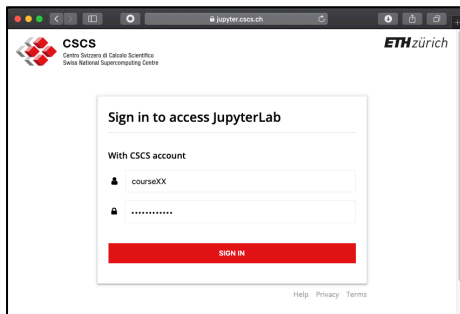 jupyter.cscs.ch
CSCS
Centro Svizzero di Calcolo Scientifico
Swiss National Supercomputing Centre
ETH zürich
Sign in to access JupyterLab
With CSCS account
courseXX
••••••••••••
SIGN IN
Help Privacy Terms